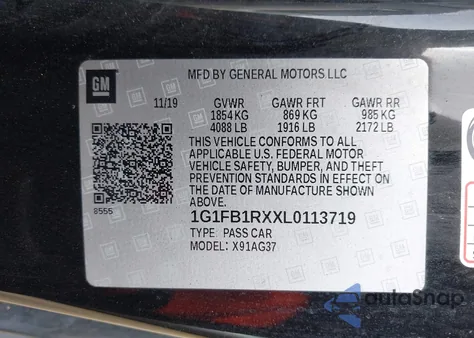 MFD BY GENERAL MOTORS LLC
GM
11/19 GVWR GAWR FRT GAWR RR
1854 KG 869 KG 985 KG
4088 LB 1916 LB 2172 LB
THIS VEHICLE CONFORMS TO ALL
APPLICABLE U.S. FEDERAL MOTOR
VEHICLE SAFETY, BUMPER, AND THEFT
PREVENTION STANDARDS IN EFFECT
ON THE DATE OF MANUFACTURE
SHOWN ABOVE.
8555
1G1FB1RXXL0113719
TYPE: PASS CAR
MODEL: X91AG37
autoSnap